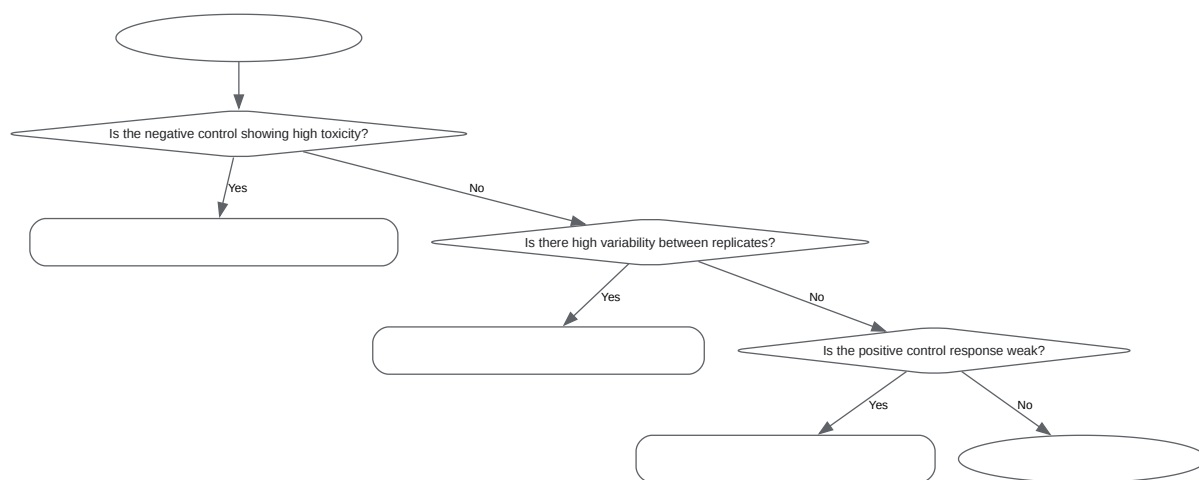 Is the negative control showing high toxicity?
Yes
No
Is there high variability between replicates?
Yes
No
Is the positive control response weak?
Yes
No